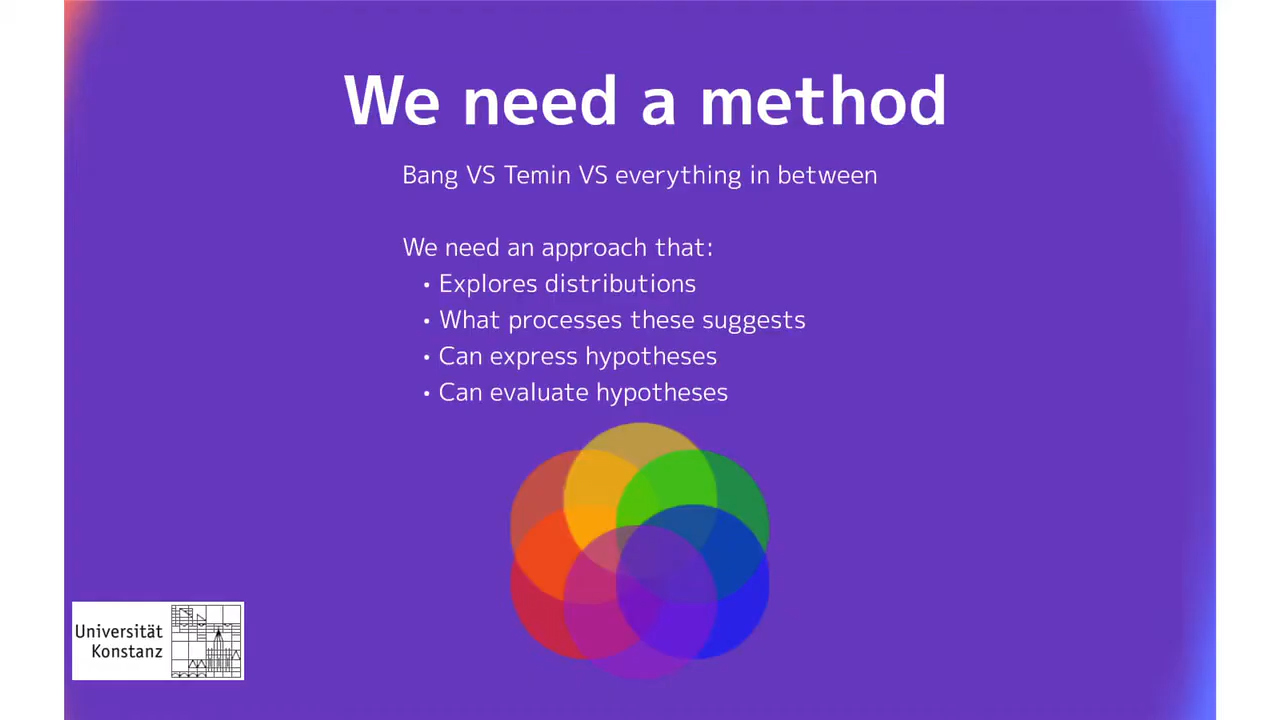 We need a method
Bang VS Temin VS everything in between
We need an approach that:
• Explores distributions
• What processes these suggests
• Can express hypotheses
• Can evaluate hypotheses
Universität
Konstanz